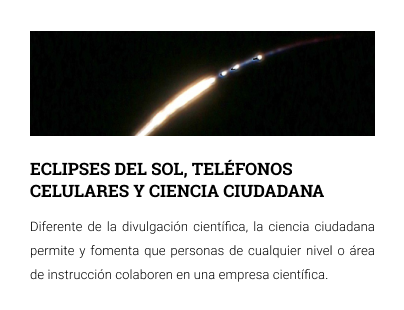 ECLIPSES DEL SOL, TELÉFONOS
CELULARES Y CIENCIA CIUDADANA
Diferente de la divulgación científica, la ciencia ciudadana
permite y fomenta que personas de cualquier nivel o área
de instrucción colaboren en una empresa científica.